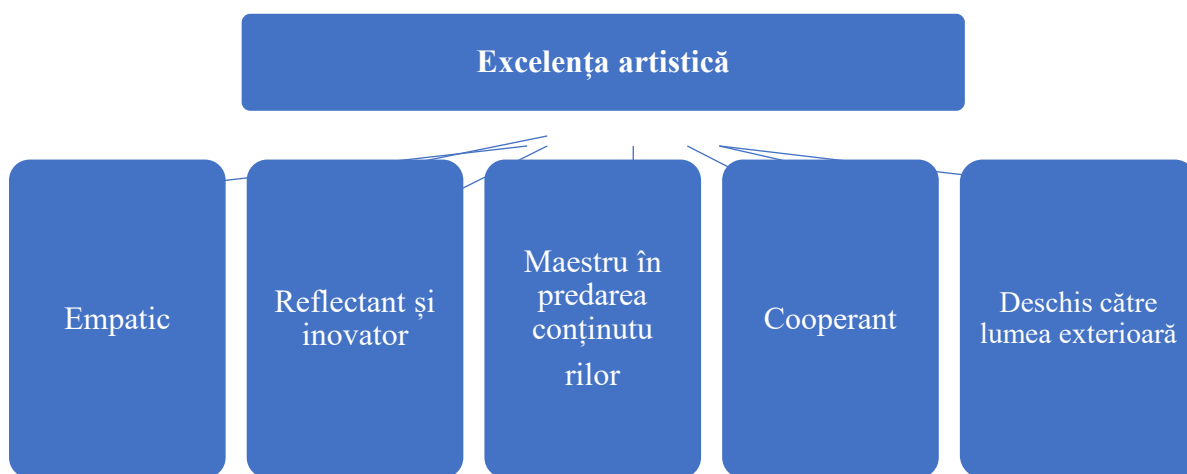 Excelența artistică
Empatic
Reflectant și
inovator
Maestru în
predarea
conținutu
rilor
Cooperant
Deschis către
lumea exterioară